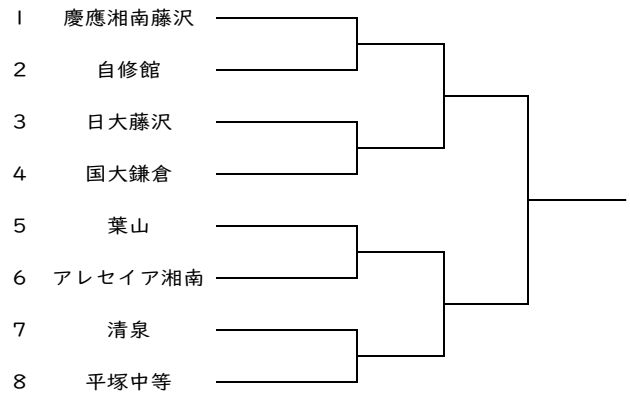 1 慶應湘南藤沢
2 自修館
3 日大藤沢
4 国大鎌倉
5 葉山
6 アレセイア湘南
7 清泉
8 平塚中等